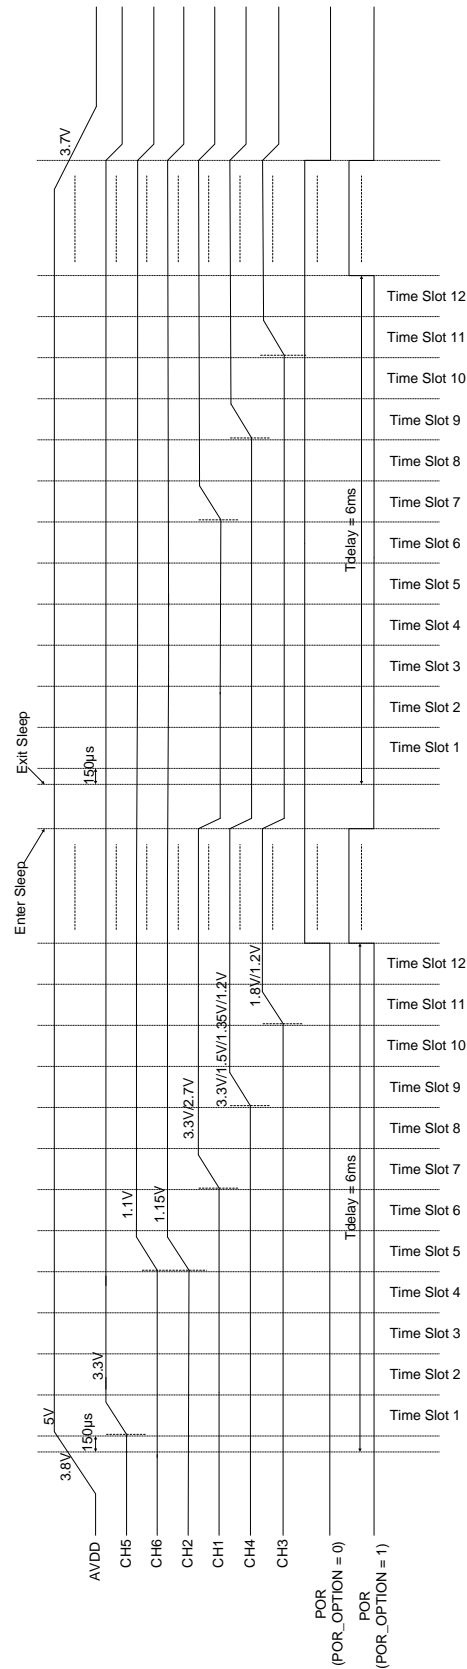 3.7V
Time Slot 12
Time Slot 11
Time Slot 10
Time Slot 9
Time Slot 8
Time Slot 7
Time Slot 6
Time Slot 5
Time Slot 4
Time Slot 3
Time Slot 2
Time Slot 1
Tdelay = 6ms
Exit Sleep
150µs
Enter Sleep
Time Slot 12
Time Slot 11
Time Slot 10
Time Slot 9
Time Slot 8
Time Slot 7
Time Slot 6
Time Slot 5
Time Slot 4
Time Slot 3
Time Slot 2
Time Slot 1
1.8V/1.2V
3.3V/1.5V/1.35V/1.2V
3.3V/2.7V
1.15V
1.1V
Tdelay = 6ms
3.3V
5V
150µs
3.8V
AVDD
CH5
CH6
CH2
CH1
CH4
CH3
POR
(POR_OPTION = 0)
POR
(POR_OPTION = 1)